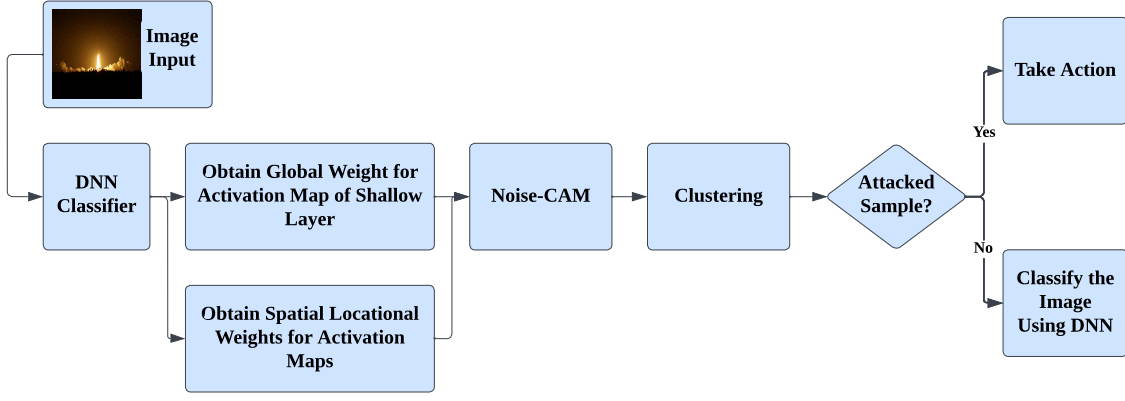 Image
Input
DNN
Classifier
Obtain Global Weight for
Activation Map of Shallow
Layer
Obtain Spatial Locational
Weights for Activation
Maps
Noise-CAM
Clustering
Attacked
Sample?
Yes
Take Action
No
Classify the
Image
Using DNN